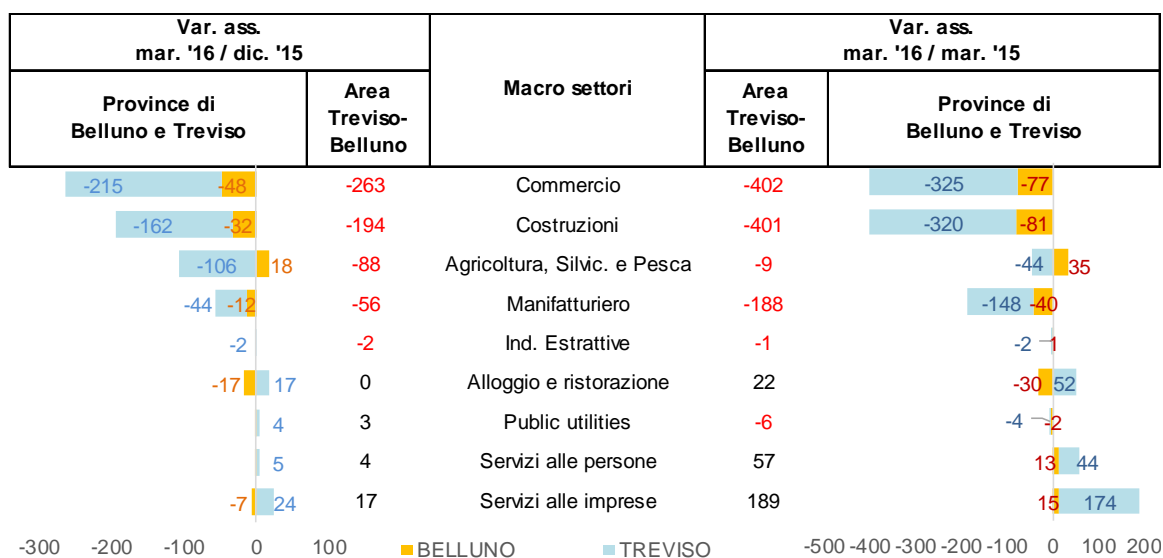 Var. ass.
mar. '16 / dic. '15
Macro settori
Var. ass.
mar. '16 / mar. '15
Province di
Belluno e Treviso
Area
Treviso-
Belluno
Area
Treviso-
Belluno
Province di
Belluno e Treviso
-215 -48 -263 Commercio -402 -325 -77
-162 -32 -194 Costruzioni -401 -320 -81
-106 18 -88 Agricoltura, Silvic. e Pesca -9 -44 35
-44 -12 -56 Manifatturiero -188 -148 -40
-2 -2 Ind. Estrattive -1 -2 1
-17 17 0 Alloggio e ristorazione 22 -30 52
4 3 Public utilities -6 -4 -2
5 4 Servizi alle persone 57 13 44
-7 24 17 Servizi alle imprese 189 15 174
-300 -200 -100 0 100 BELLUNO TREVISO -500 -400 -300 -200 -100 0 100 200